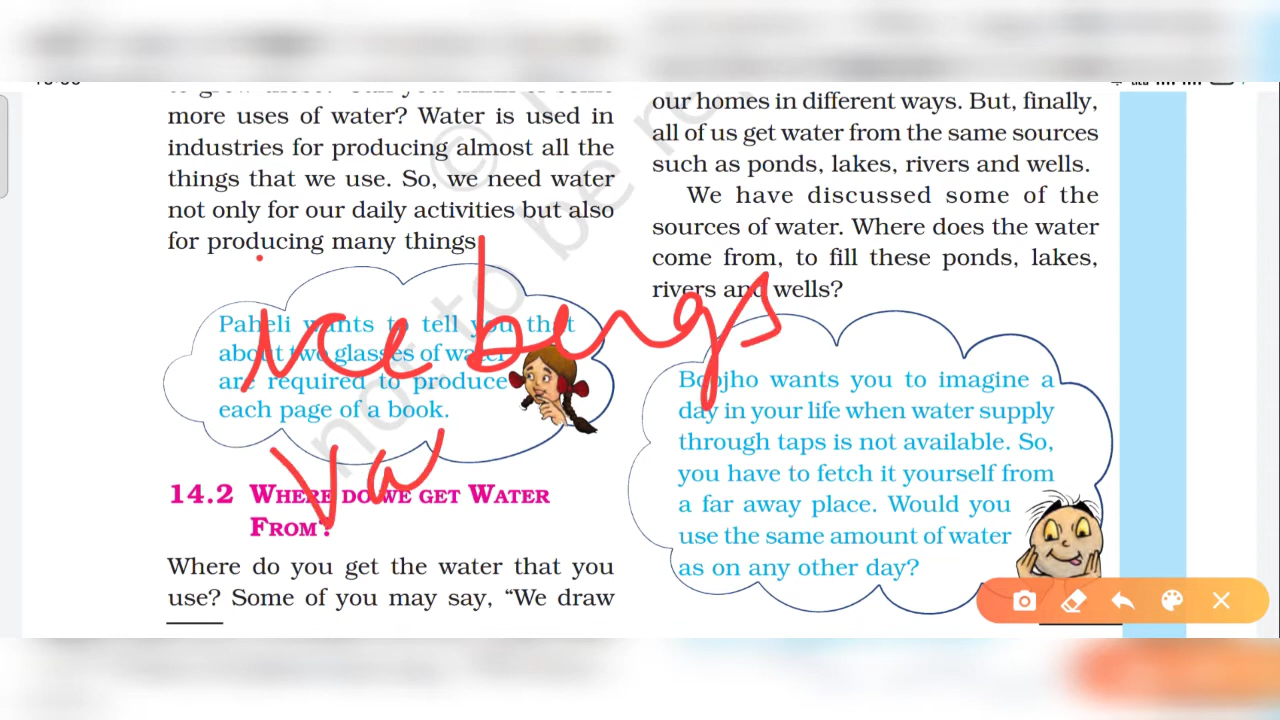 more uses of water? Water is used in
industries for producing almost all the
things that we use. So, we need water
not only for our daily activities but also
for producing many things.
Paheli wants to tell you that
about two glasses of water
are required to produce
each page of a book.
14.2 WHERE DO WE GET WATER
FROM?
Where do you get the water that you
use? Some of you may say, “We draw
our homes in different ways. But, finally,
all of us get water from the same sources
such as ponds, lakes, rivers and wells.
We have discussed some of the
sources of water. Where does the water
come from, to fill these ponds, lakes,
rivers and wells?
Boojho wants you to imagine a
day in your life when water supply
through taps is not available. So,
you have to fetch it yourself from
a far away place. Would you
use the same amount of water
as on any other day?
ice bergs
Va
© not to be re